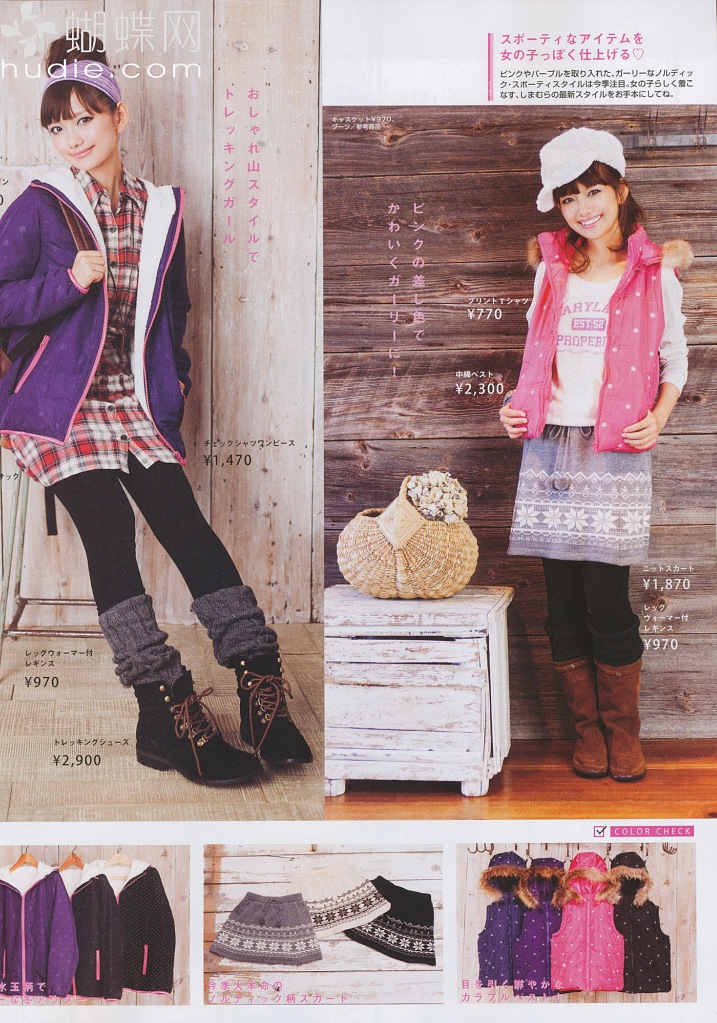 蝴蝶网
hudie.com
スポーティなアイテムを
女の子っぽく仕上げる♡
ピンクやパープルを取り入れた、ガーリーなノルディッ
ク・スポーティスタイルは今季注目。女の子らしく着こ
なす、しまむらの最新スタイルをお手本にしてね。
おしゃれ山スタイルで
トレッキングガール
チェックシャツワンピース
¥1,470
レッグウォーマー付
レギンス
¥970
トレッキングシューズ
¥2,900
キャスケット¥970
ブーツ/参考商品
ピンクの差し色で
かわいくガーリーに!
プリントTシャツ
¥770
MARYLA
EST.52
PROPERT
中綿ベスト
¥2,300
ニットスカート
¥1,870
レッグ
ウォーマー付
レギンス
¥970
COLOR CHECK
水玉柄で
今季大本命の
ノルディック柄スカート
目を引く鮮やかな
カラフルベスト!